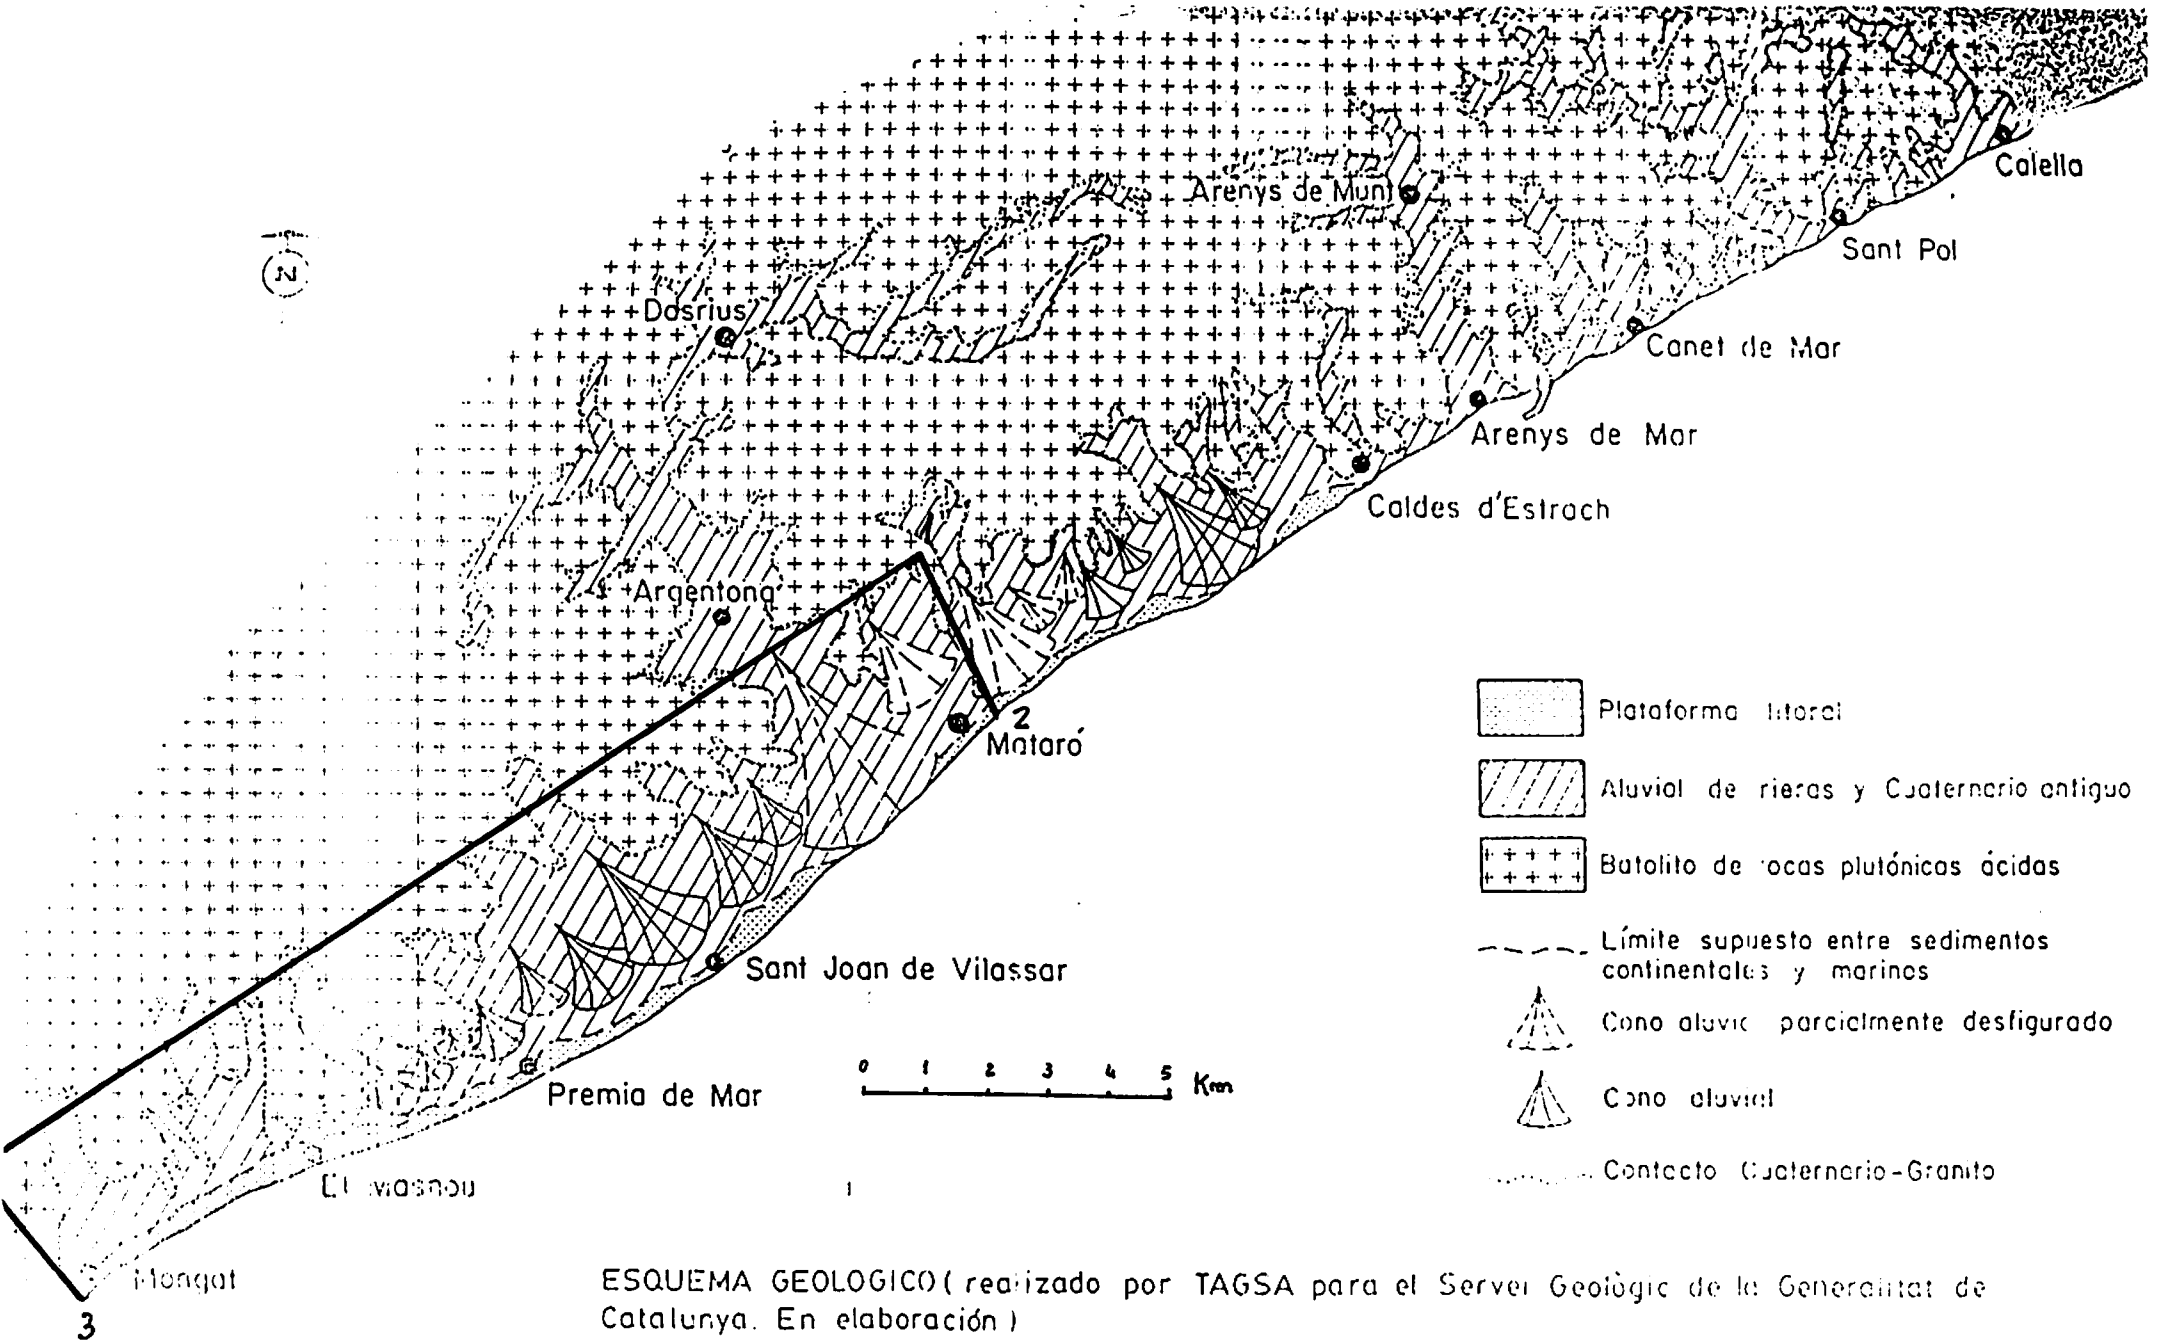 Calella
Arenys de Munt
Sant Pol
Dosrius
Canet de Mar
Arenys de Mar
Caldes d'Estrach
1
Argentona
2
Mataró
Plataforma litoral
Aluvial de rieras y Cuaternario antiguo
Batolito de rocas plutónicas ácidas
Límite supuesto entre sedimentos
continentales y marinos
Sant Joan de Vilassar
Cono aluvial parcialmente desfigurado
0 1 2 3 4 5 Km
Premia de Mar
Cono aluvial
Contacto Cuaternario-Granito
El Masnou
Mongat
3
ESQUEMA GEOLOGICO (realizado por TAGSA para el Servei Geològic de la Generalitat de
Catalunya. En elaboración)